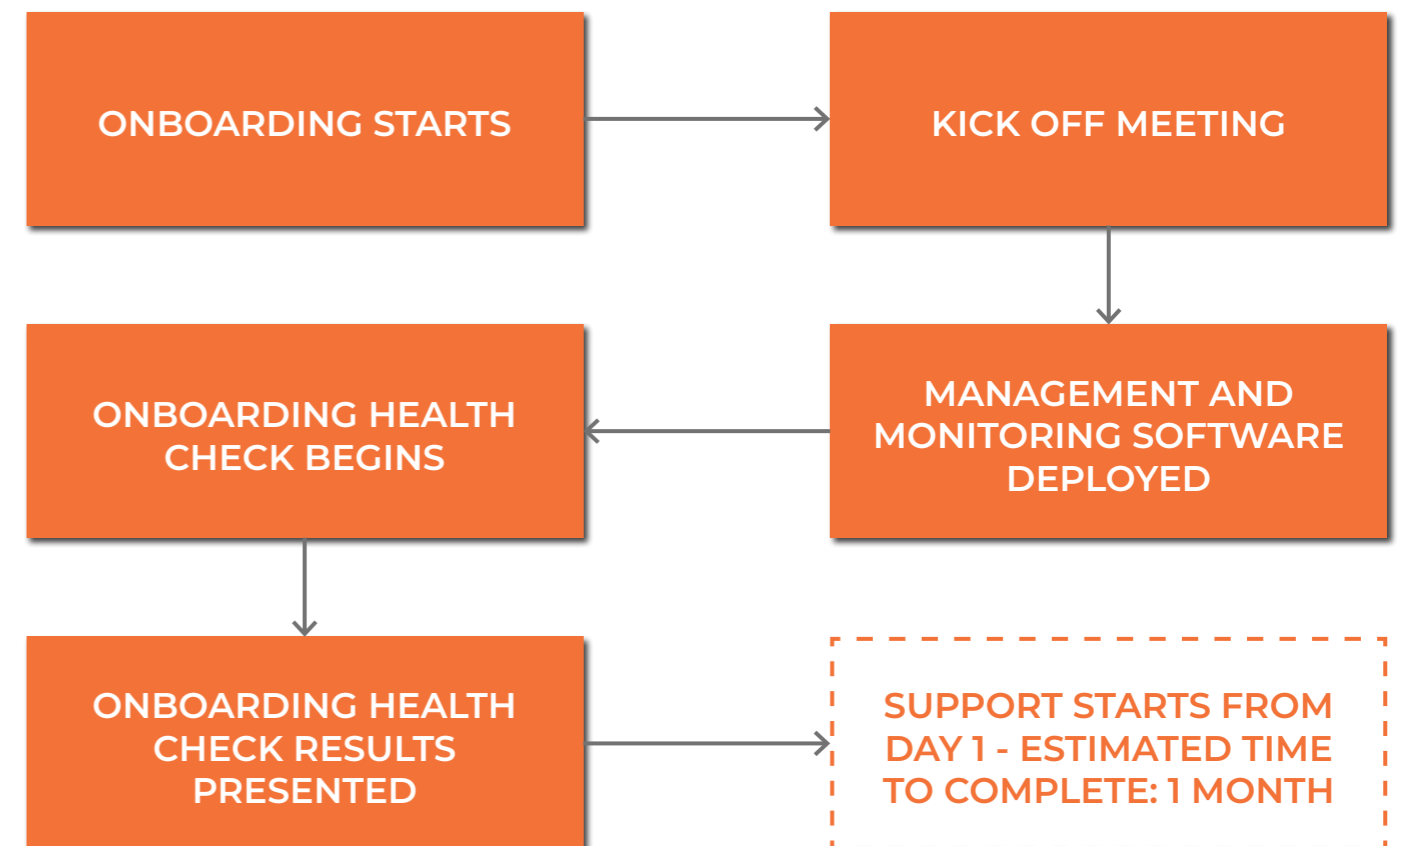 ONBOARDING STARTS
KICK OFF MEETING
MANAGEMENT AND
MONITORING SOFTWARE
DEPLOYED
ONBOARDING HEALTH
CHECK BEGINS
ONBOARDING HEALTH
CHECK RESULTS
PRESENTED
SUPPORT STARTS FROM
DAY 1 - ESTIMATED TIME
TO COMPLETE: 1 MONTH